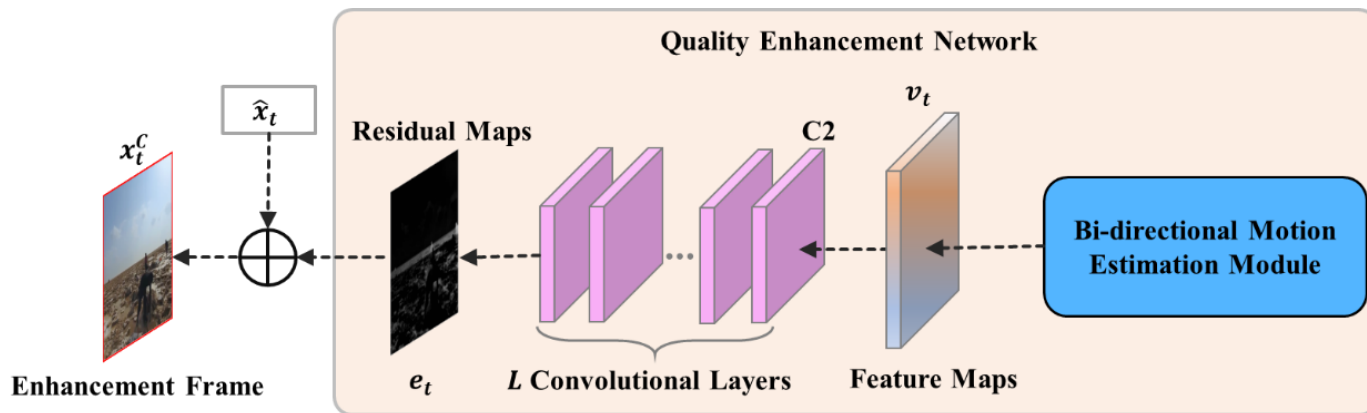 Quality Enhancement Network
x̂_t
v_t
Residual Maps
C2
x_t^C
Bi-directional Motion
Estimation Module
...
Enhancement Frame
e_t
L Convolutional Layers
Feature Maps